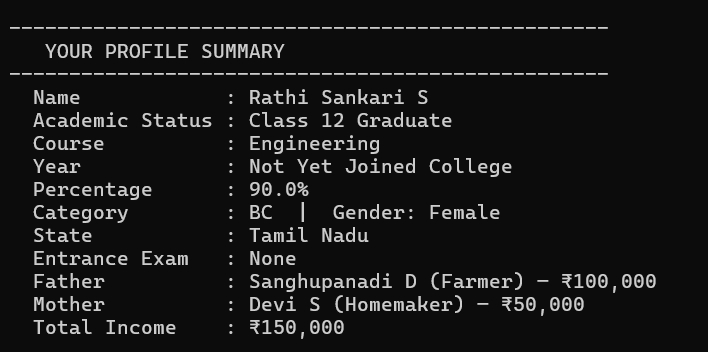 --------------------------------------------------
YOUR PROFILE SUMMARY
--------------------------------------------------
Name            : Rathi Sankari S
Academic Status : Class 12 Graduate
Course          : Engineering
Year            : Not Yet Joined College
Percentage      : 90.0%
Category        : BC  |  Gender: Female
State           : Tamil Nadu
Entrance Exam   : None
Father          : Sanghupanadi D (Farmer) — ₹100,000
Mother          : Devi S (Homemaker) — ₹50,000
Total Income    : ₹150,000